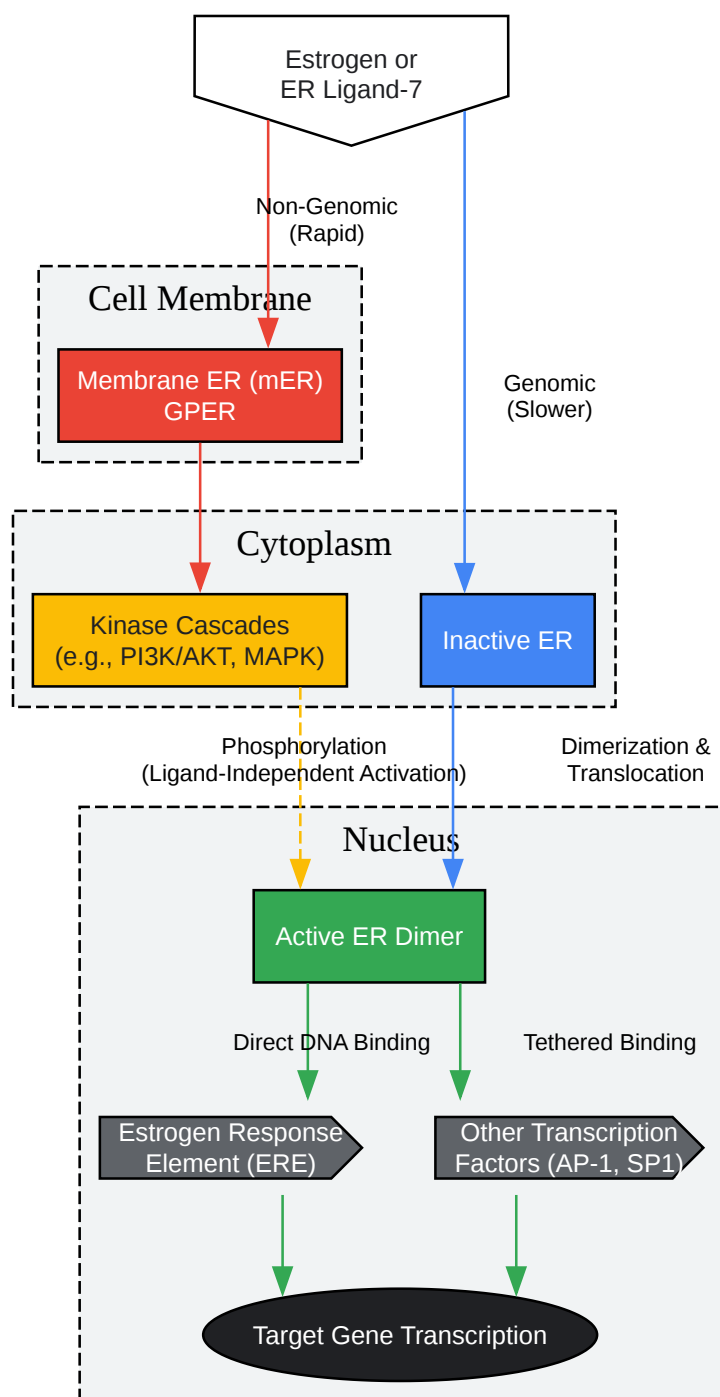 Estrogen or
ER Ligand-7
Non-Genomic
(Rapid)
Cell Membrane
Membrane ER (mER)
GPER
Genomic
(Slower)
Cytoplasm
Kinase Cascades
(e.g., PI3K/AKT, MAPK)
Inactive ER
Phosphorylation
(Ligand-Independent Activation)
Dimerization &
Translocation
Nucleus
Active ER Dimer
Direct DNA Binding
Tethered Binding
Estrogen Response
Element (ERE)
Other Transcription
Factors (AP-1, SP1)
Target Gene Transcription